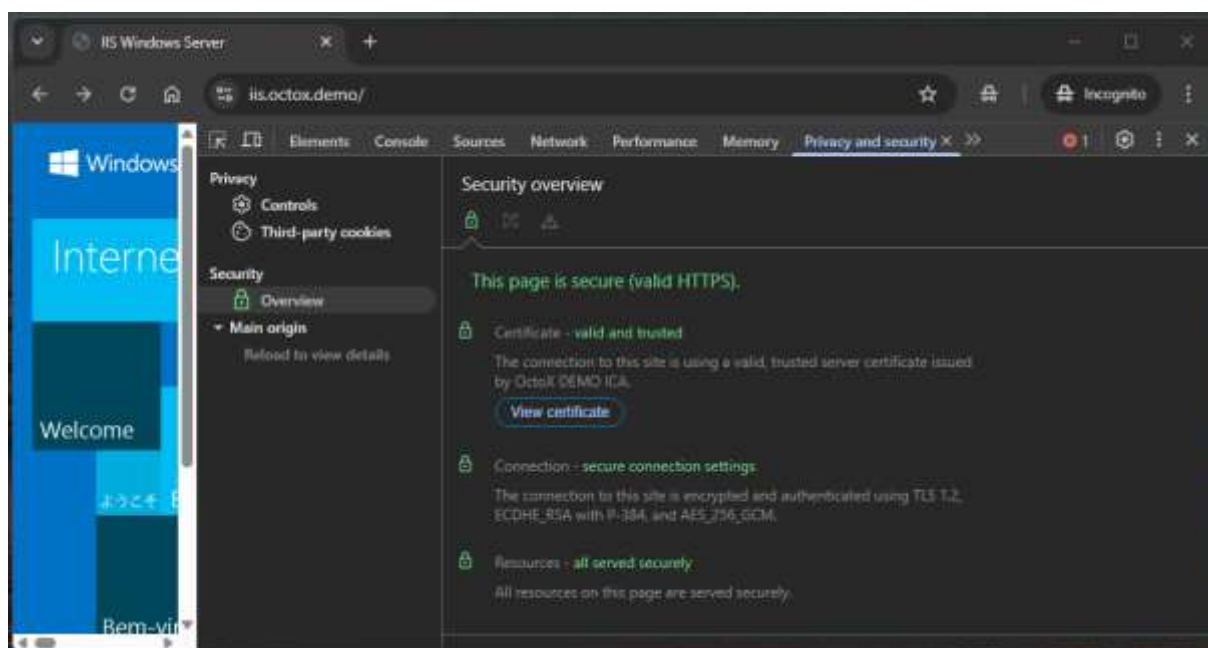 IIS Windows Server
iis.octox.demo/
Incognito
Elements Console Sources Network Performance Memory Privacy and security 1
Windows
Interne
Welcome
ようこそ
Bem-vin
Privacy
Controls
Third-party cookies
Security
Overview
Main origin
Reload to view details
Security overview
This page is secure (valid HTTPS).
Certificate - valid and trusted
The connection to this site is using a valid, trusted server certificate issued
by OctoX DEMO ICA.
View certificate
Connection - secure connection settings
The connection to this site is encrypted and authenticated using TLS 1.2,
ECDHE_RSA with P-384, and AES_256_GCM.
Resources - all served securely
All resources on this page are served securely.